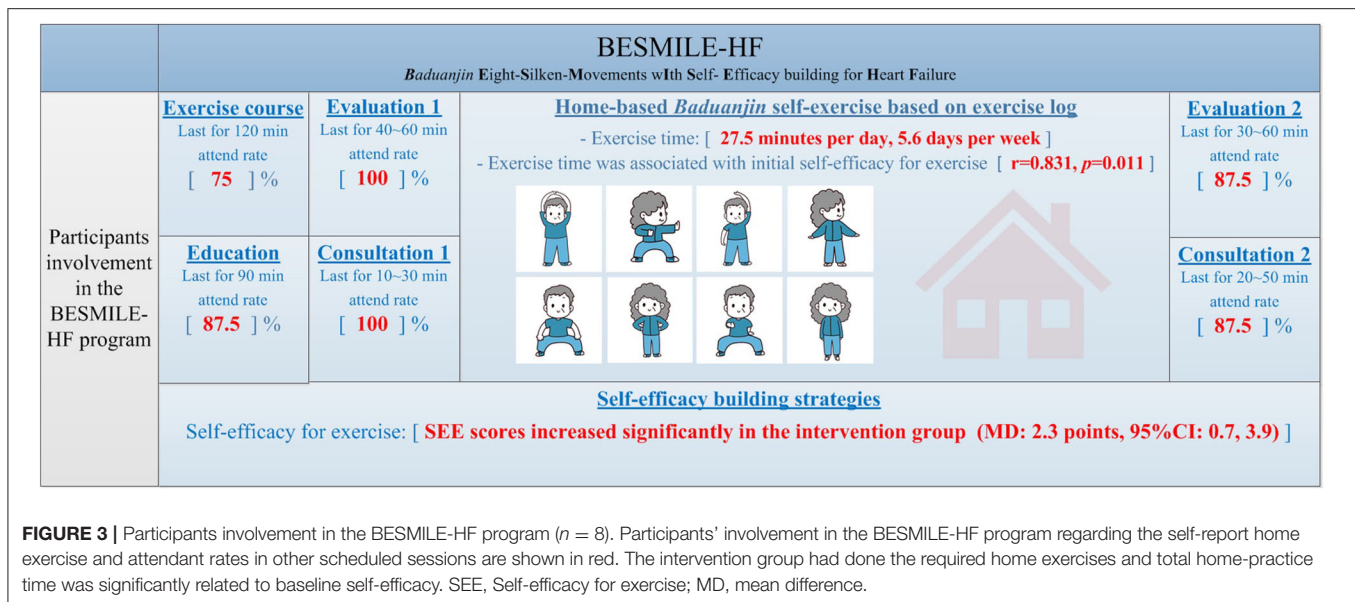 BESMILE-HF
Baduanjin Eight-Silken-Movements wIth Self- Efficacy building for Heart Failure
Participants
involvement
in the
BESMILE-
HF program
Exercise course
Last for 120 min
attend rate
[ 75 ] %
Education
Last for 90 min
attend rate
[ 87.5 ] %
Evaluation 1
Last for 40~60 min
attend rate
[ 100 ] %
Consultation 1
Last for 10~30 min
attend rate
[ 100 ] %
Home-based Baduanjin self-exercise based on exercise log
- Exercise time: [ 27.5 minutes per day, 5.6 days per week ]
- Exercise time was associated with initial self-efficacy for exercise [ r=0.831, p=0.011 ]
Evaluation 2
Last for 30~60 min
attend rate
[ 87.5 ] %
Consultation 2
Last for 20~50 min
attend rate
[ 87.5 ] %
Self-efficacy building strategies
Self-efficacy for exercise: [ SEE scores increased significantly in the intervention group (MD: 2.3 points, 95%CI: 0.7, 3.9) ]
FIGURE 3 | Participants involvement in the BESMILE-HF program (n = 8). Participants' involvement in the BESMILE-HF program regarding the self-report home
exercise and attendant rates in other scheduled sessions are shown in red. The intervention group had done the required home exercises and total home-practice
time was significantly related to baseline self-efficacy. SEE, Self-efficacy for exercise; MD, mean difference.